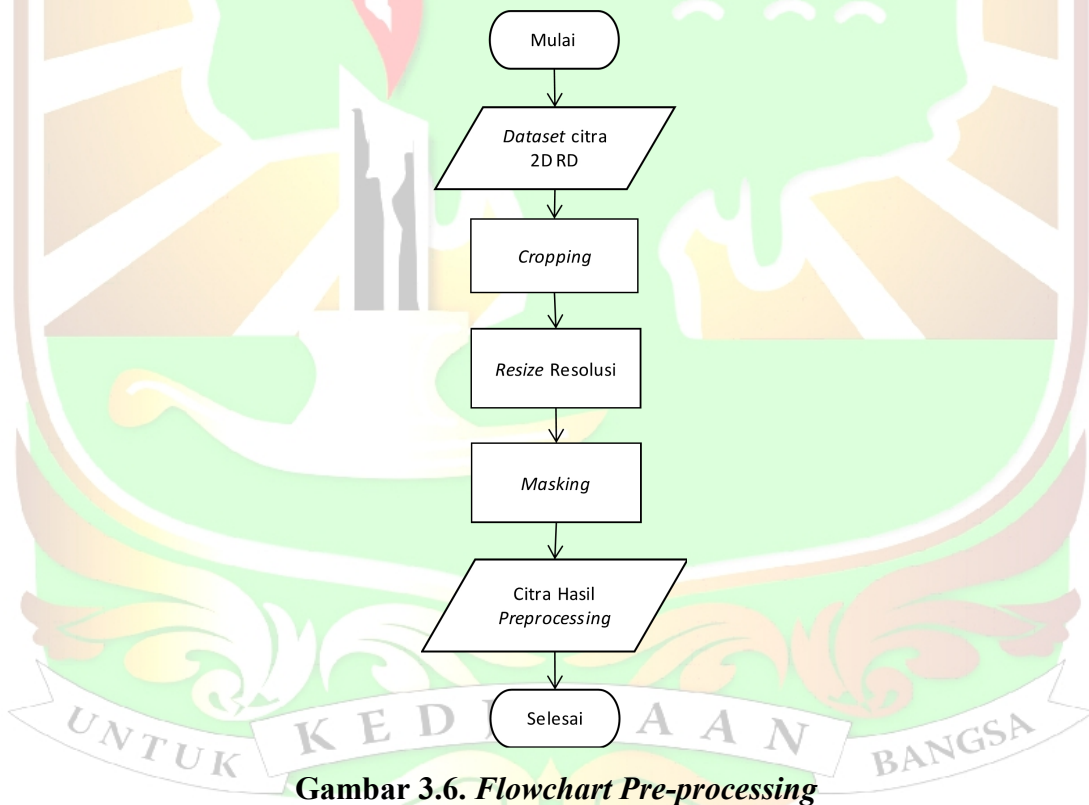 Mulai
Dataset citra
2D RD
Cropping
Resize Resolusi
Masking
Citra Hasil
Preprocessing
Selesai
UNTUK KEDJ A A N BANGSA
Gambar 3.6. Flowchart Pre-processing